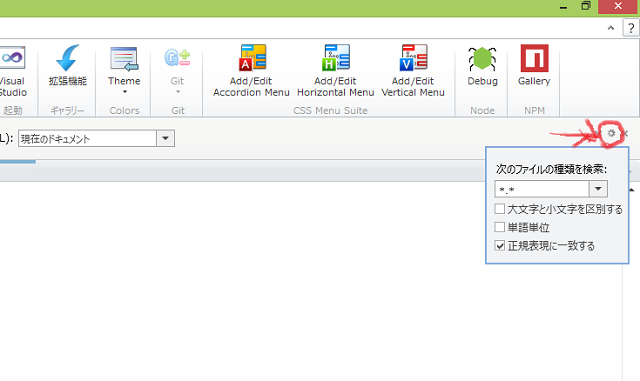 ?
Visual
Studio
拡張機能
Theme
Git
Add/Edit
Accordion Menu
Add/Edit
Horizontal Menu
Add/Edit
Vertical Menu
Debug
Gallery
起動
ギャラリー
Colors
Git
CSS Menu Suite
Node
NPM
L):
現在のドキュメント
次のファイルの種類を検索:
*.*
大文字と小文字を区別する
単語単位
正規表現に一致する